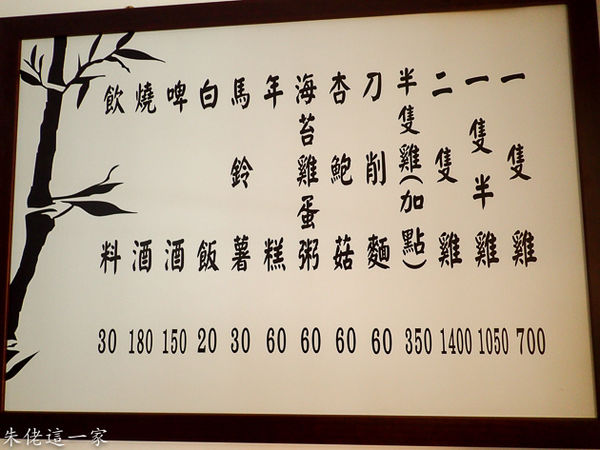 一隻雞 700
一隻半雞 1050
二隻雞 1400
半隻雞(加點) 350
刀削麵 60
杏鮑菇 60
海苔雞蛋粥 60
年糕 60
馬鈴薯 30
白飯 20
啤酒 150
燒酒 180
飲料 30
朱佬這一家